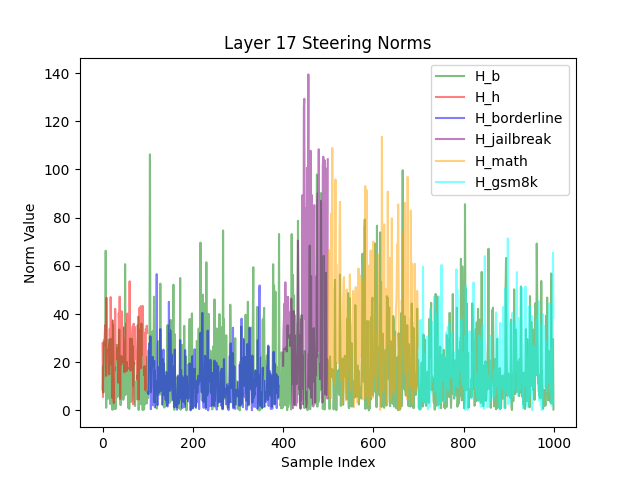 Layer 17 Steering Norms
Norm Value
140
120
100
80
60
40
20
0
0
200
400
600
800
1000
Sample Index
H_b
H_h
H_borderline
H_jailbreak
H_math
H_gsm8k